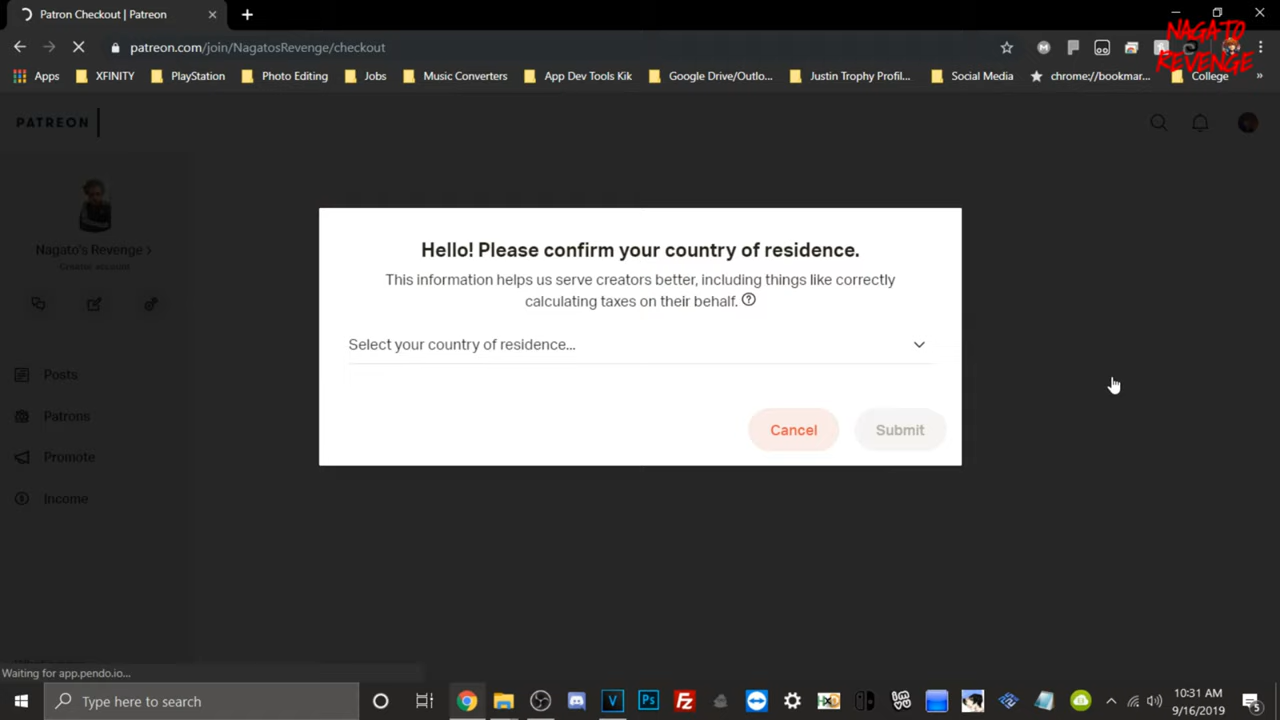 Patron Checkout | Patreon
NAGATO
REVENGE
patreon.com/join/NagatosRevenge/checkout
Apps XFINITY PlayStation Photo Editing Jobs Music Converters App Dev Tools Kik Google Drive/Outlo... Justin Trophy Profil... Social Media chrome://bookmar... College »
PATREON
Nagato's Revenge
Creator account
Hello! Please confirm your country of residence.
This information helps us serve creators better, including things like correctly
calculating taxes on their behalf.
Select your country of residence...
Cancel Submit
Posts
Patrons
Promote
Income
Waiting for app.pendo.io...
Type here to search
V Ps Fz
10:31 AM
9/16/2019
5